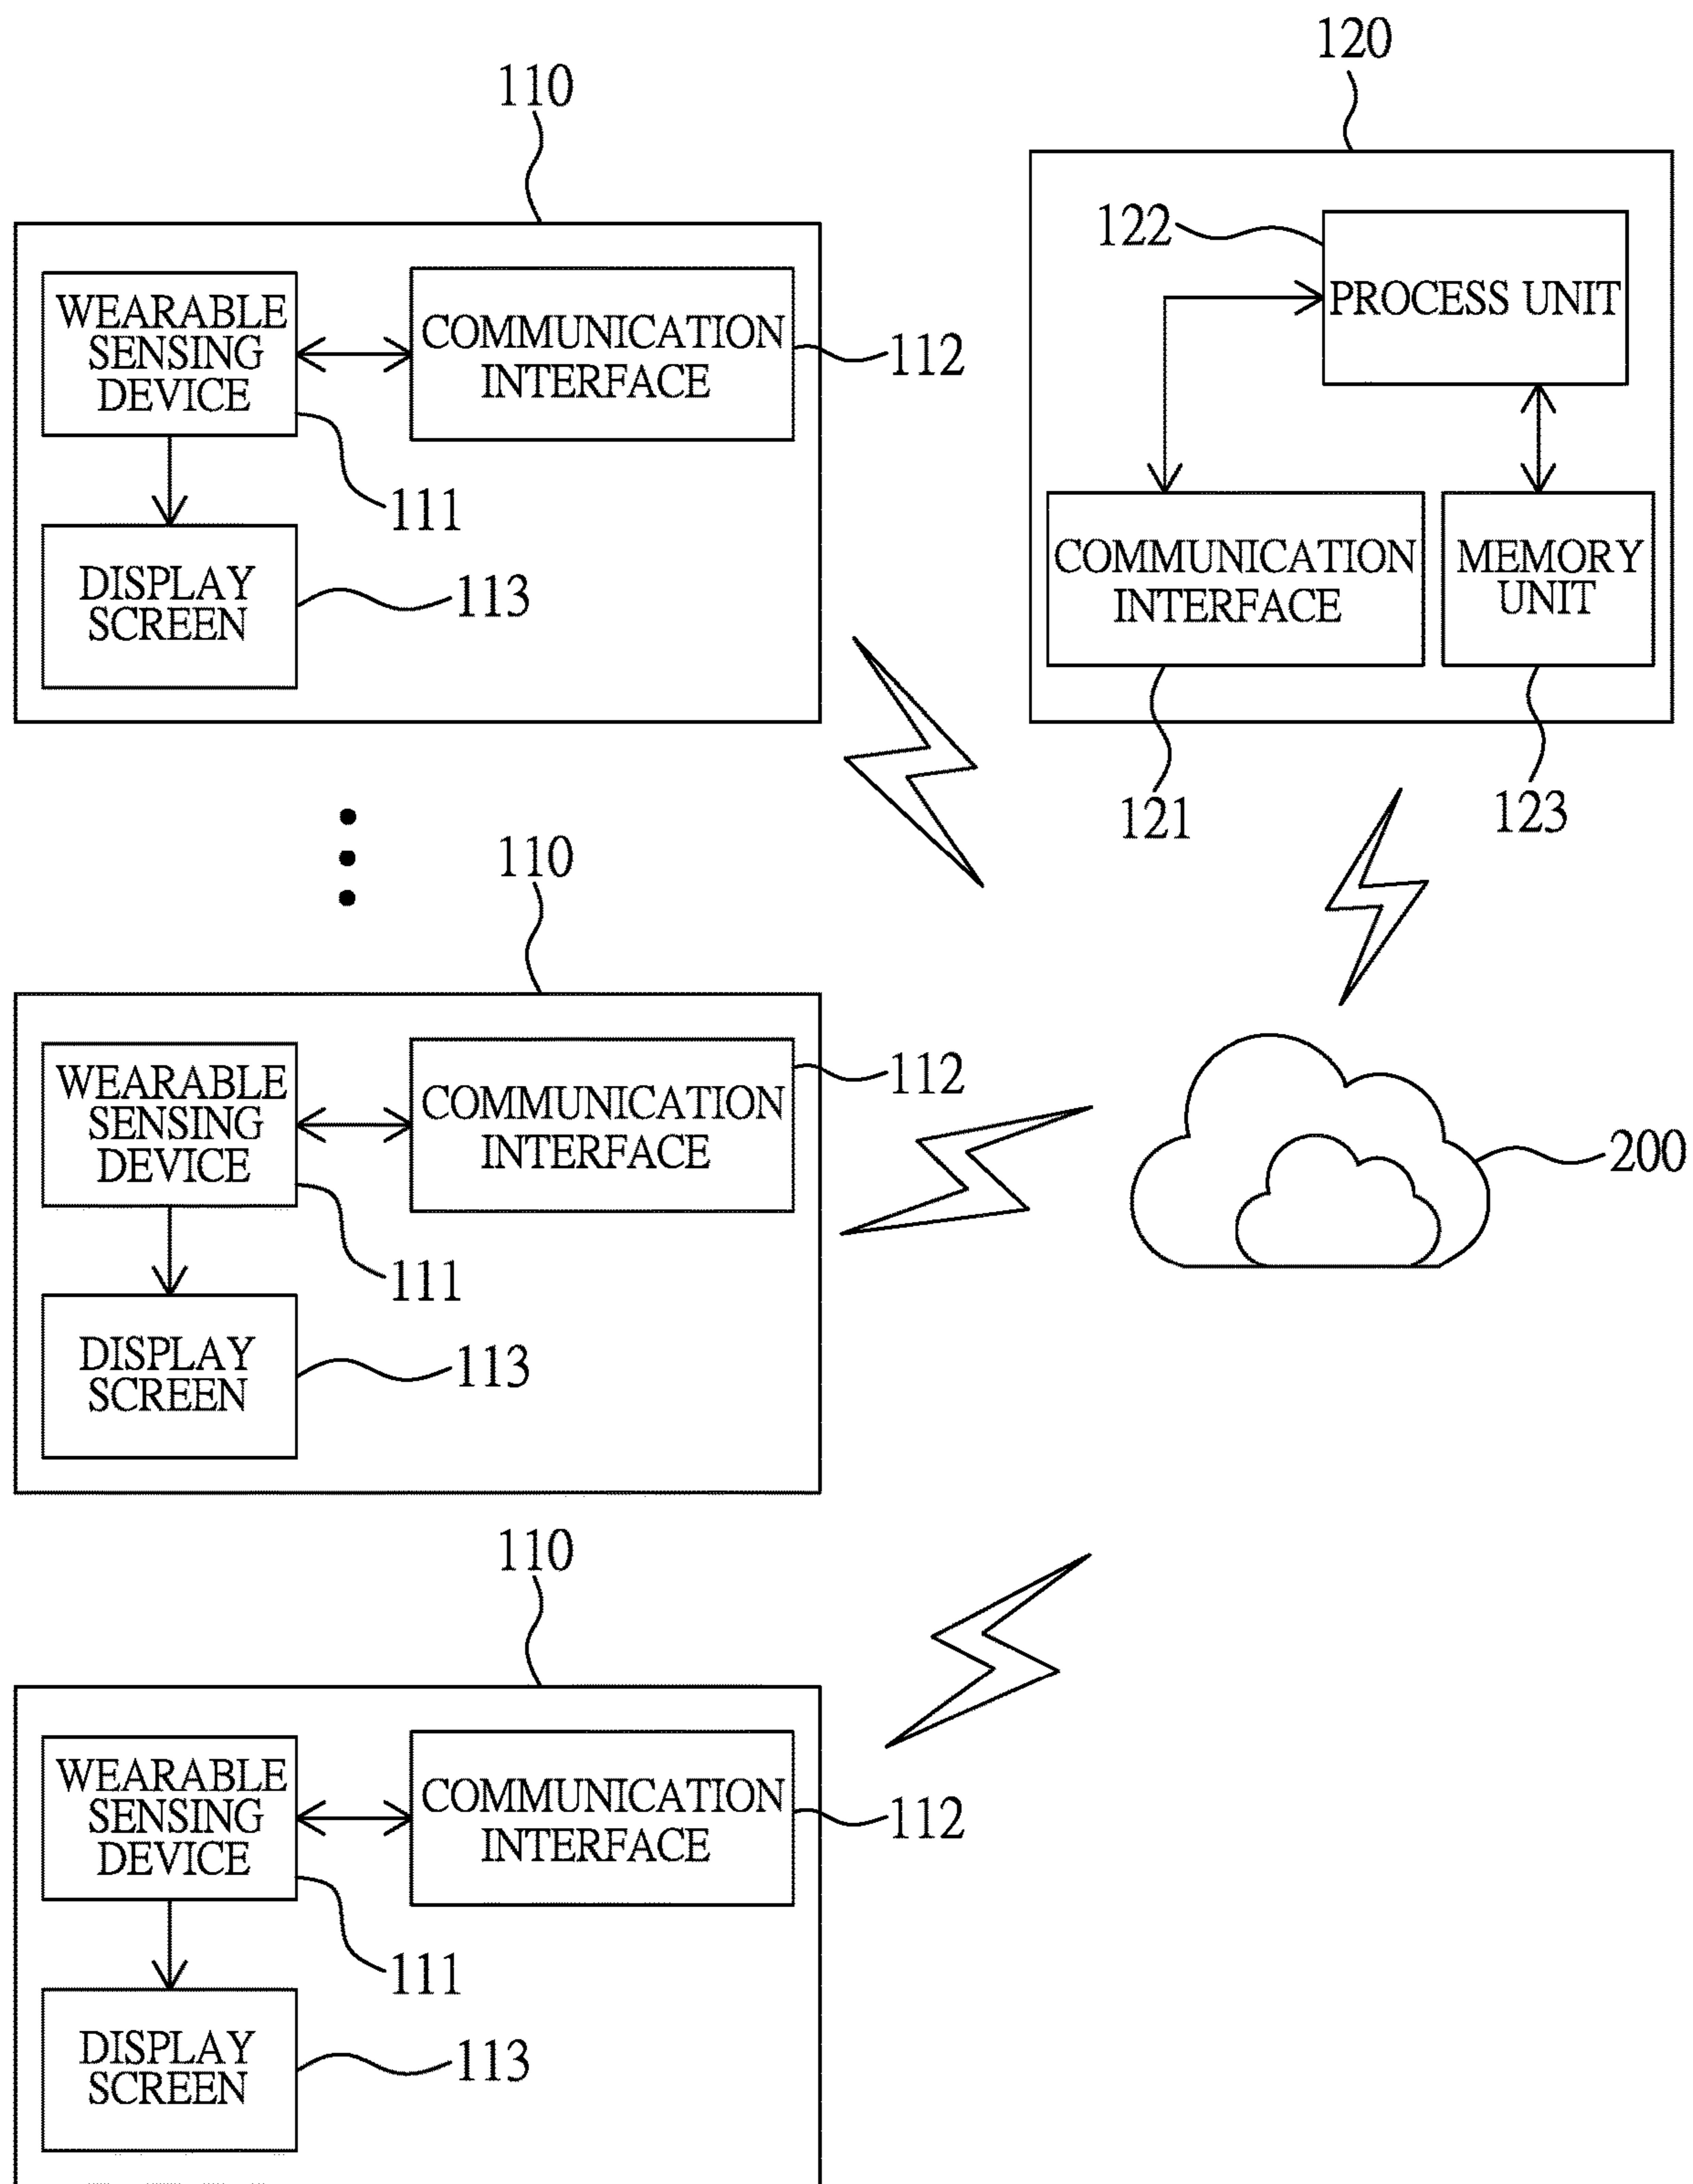 120
110
122
PROCESS UNIT
WEARABLE
SENSING
DEVICE
COMMUNICATION
INTERFACE
112
111
COMMUNICATION
INTERFACE
MEMORY
UNIT
DISPLAY
SCREEN
113
121
123
110
WEARABLE
SENSING
DEVICE
COMMUNICATION
INTERFACE
112
200
111
DISPLAY
SCREEN
113
110
WEARABLE
SENSING
DEVICE
COMMUNICATION
INTERFACE
112
111
DISPLAY
SCREEN
113